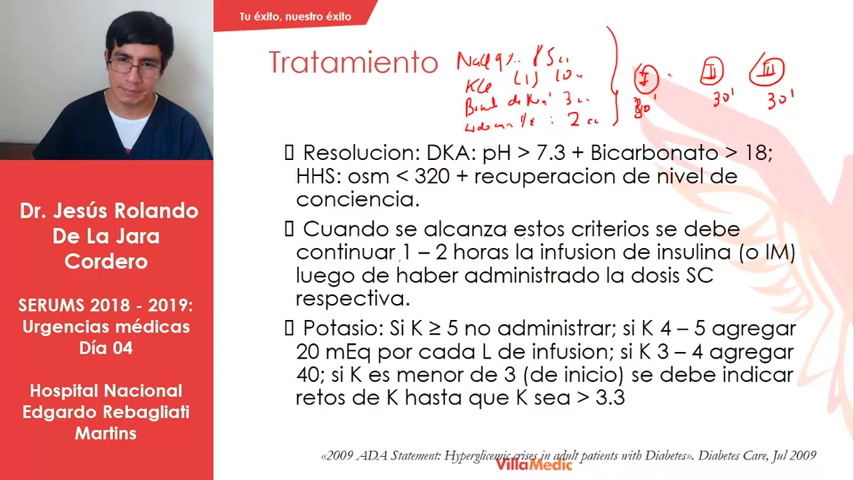 Tu éxito, nuestro éxito
Tratamiento
NaCl 9%.
KCl (1) 10
3 cc
2 cc
I II III
30' 30' 30'
Resolucion: DKA: pH > 7.3 + Bicarbonato > 18;
HHS: osm < 320 + recuperacion de nivel de
conciencia.
Cuando se alcanza estos criterios se debe
continuar 1 – 2 horas la infusion de insulina (o IM)
luego de haber administrado la dosis SC
respectiva.
Potasio: Si K ≥ 5 no administrar; si K 4 – 5 agregar
20 mEq por cada L de infusion; si K 3 – 4 agregar
40; si K es menor de 3 (de inicio) se debe indicar
retos de K hasta que K sea > 3.3
«2009 ADA Statement: Hyperglicemic crises in adult patients with Diabetes». Diabetes Care, Jul 2009
VillaMedic
Dr. Jesús Rolando
De La Jara
Cordero
SERUMS 2018 - 2019:
Urgencias médicas
Día 04
Hospital Nacional
Edgardo Rebagliati
Martins